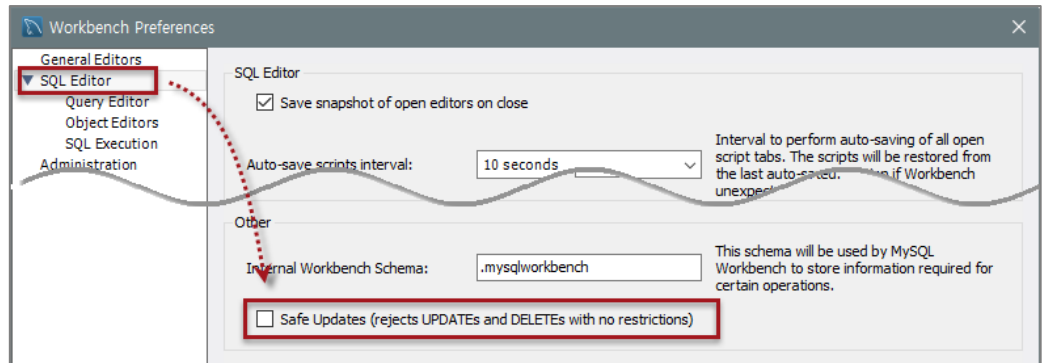 Workbench Preferences
General Editors
SQL Editor
Query Editor
Object Editors
SQL Execution
Administration
SQL Editor
Save snapshot of open editors on close
Auto-save scripts interval:
10 seconds
Interval to perform auto-saving of all open
script tabs. The scripts will be restored from
the last auto-saved. if Workbench
Other
Internal Workbench Schema:
.mysqlworkbench
This schema will be used by MySQL
Workbench to store information required for
certain operations.
Safe Updates (rejects UPDATEs and DELETEs with no restrictions)